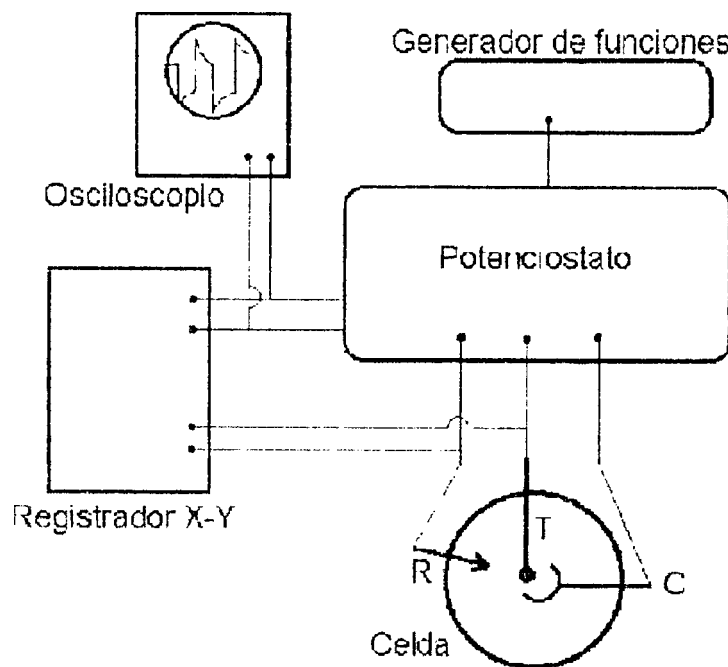 Generador de funciones
Osciloscopio
Potenciostato
Registrador X-Y
T
R
C
Celda